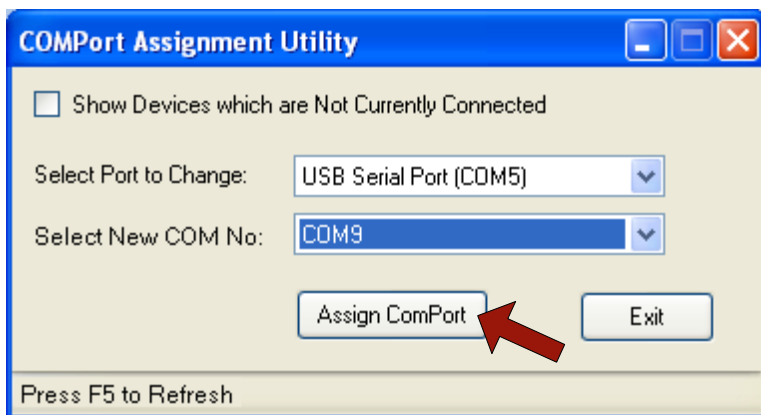 COMPort Assignment Utility
Show Devices which are Not Currently Connected
Select Port to Change: USB Serial Port (COM5)
Select New COM No: COM9
Assign ComPort Exit
Press F5 to Refresh